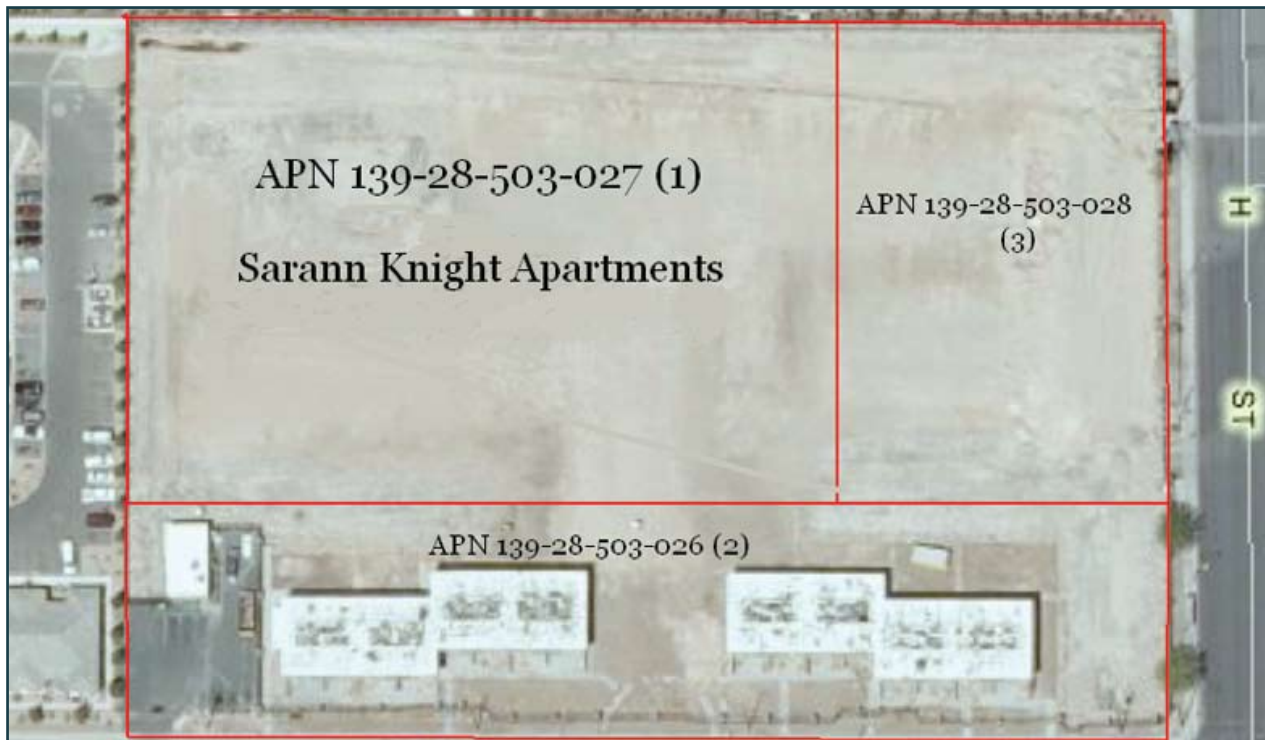 APN 139-28-503-027 (1)
Sarann Knight Apartments
APN 139-28-503-028
(3)
H
ST
APN 139-28-503-026 (2)